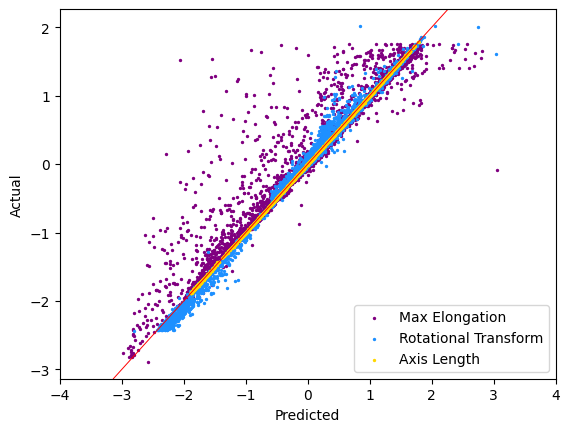 2
1
0
−1
−2
−3
Actual
Max Elongation
Rotational Transform
Axis Length
−4 −3 −2 −1 0 1 2 3 4
Predicted